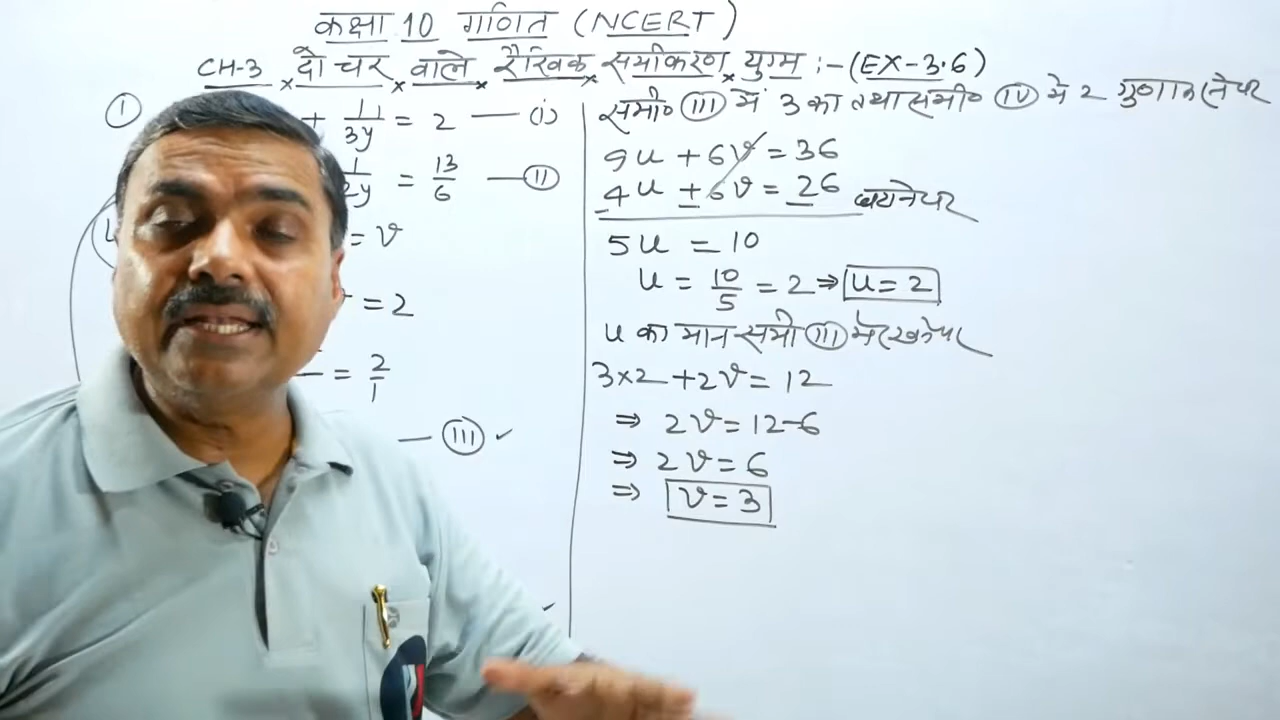 कक्षा 10 गणित (NCERT)
CH-3 × दो चर × वाले × रैखिक × समीकरण × युग्म :- (EX-3.6)
①
+ 1/3y = 2 — (i)
1/2y = 13/6 — Ⅱ
= v
= 2
= 2/1
— Ⅲ ✓
✓
समी० Ⅲ में 3 का तथा समी० Ⅳ में 2 गुणा करने पर
9u + 6v = 36
4u ± 6v = 26
5u = 10
u = 10/5 = 2 ⇒ u = 2
u का मान समी Ⅲ में रखने पर
3×2 + 2v = 12
⇒ 2v = 12-6
⇒ 2v = 6
⇒ v = 3